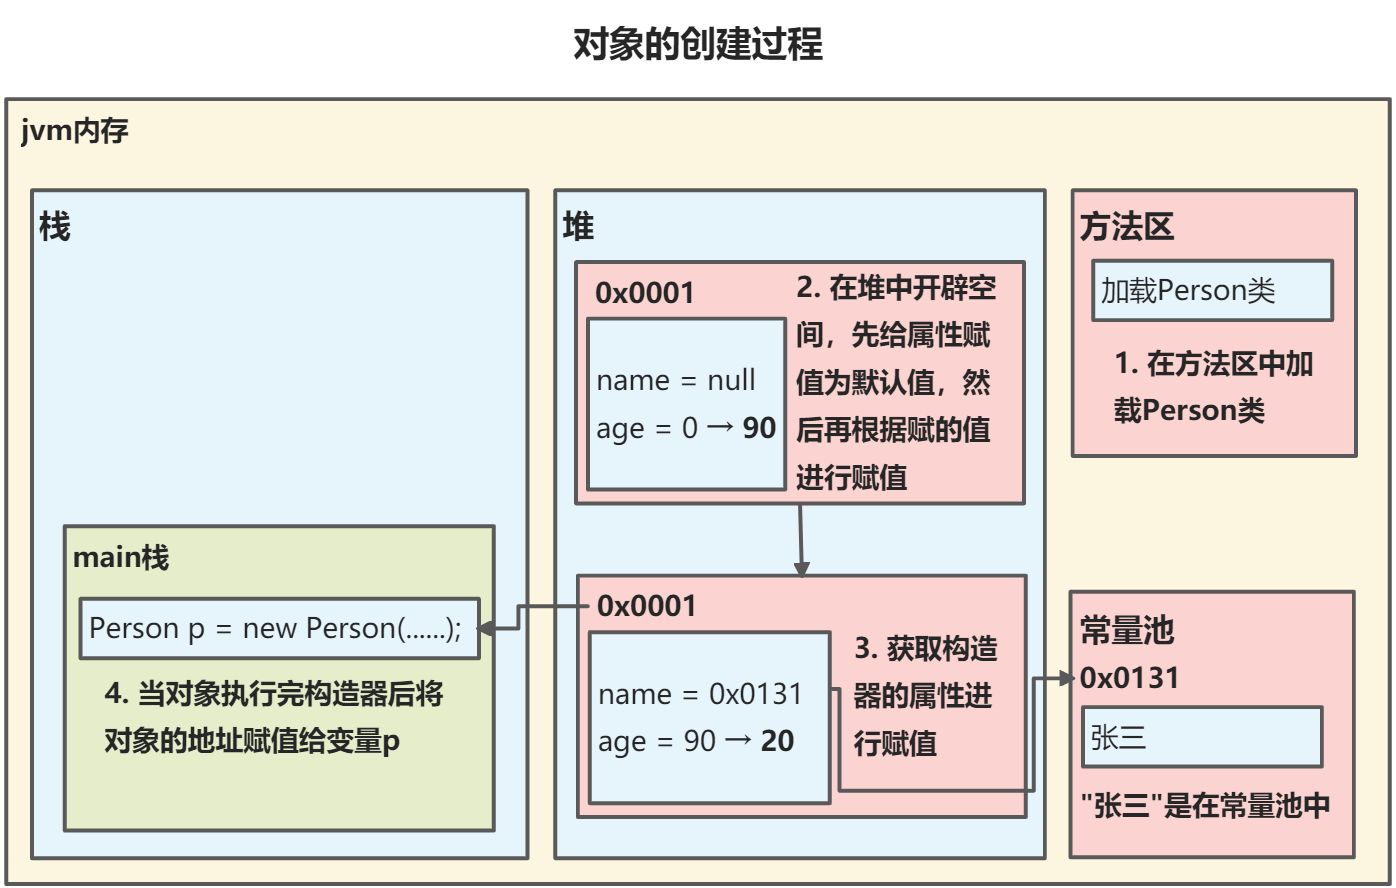 对象的创建过程
jvm内存
栈
main栈
Person p = new Person(......);
4. 当对象执行完构造器后将
对象的地址赋值给变量p
堆
0x0001
name = null
age = 0 → 90
2. 在堆中开辟空
间，先给属性赋
值为默认值，然
后再根据赋的值
进行赋值
0x0001
name = 0x0131
age = 90 → 20
3. 获取构造
器的属性进
行赋值
方法区
加载Person类
1. 在方法区中加
载Person类
常量池
0x0131
张三
"张三"是在常量池中